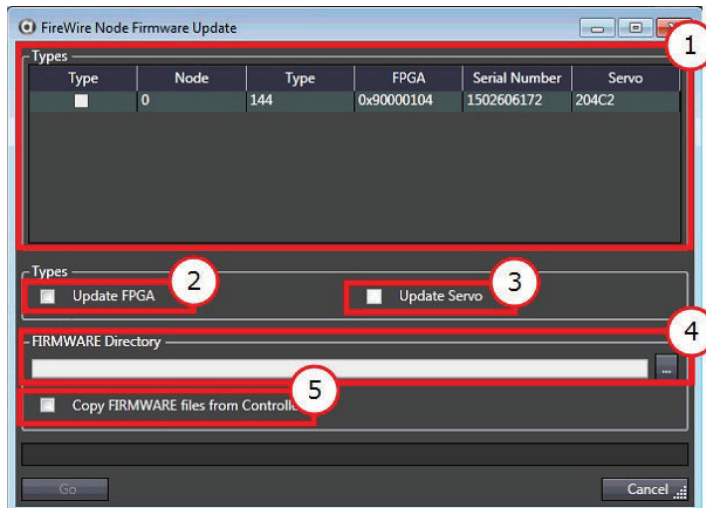 FireWire Node Firmware Update
1
Types
Type Node Type FPGA Serial Number Servo
0 144 0x90000104 1502606172 204C2
Types
2
3
Update FPGA Update Servo
4
FIRMWARE Directory
...
5
Copy FIRMWARE files from
Go Cancel